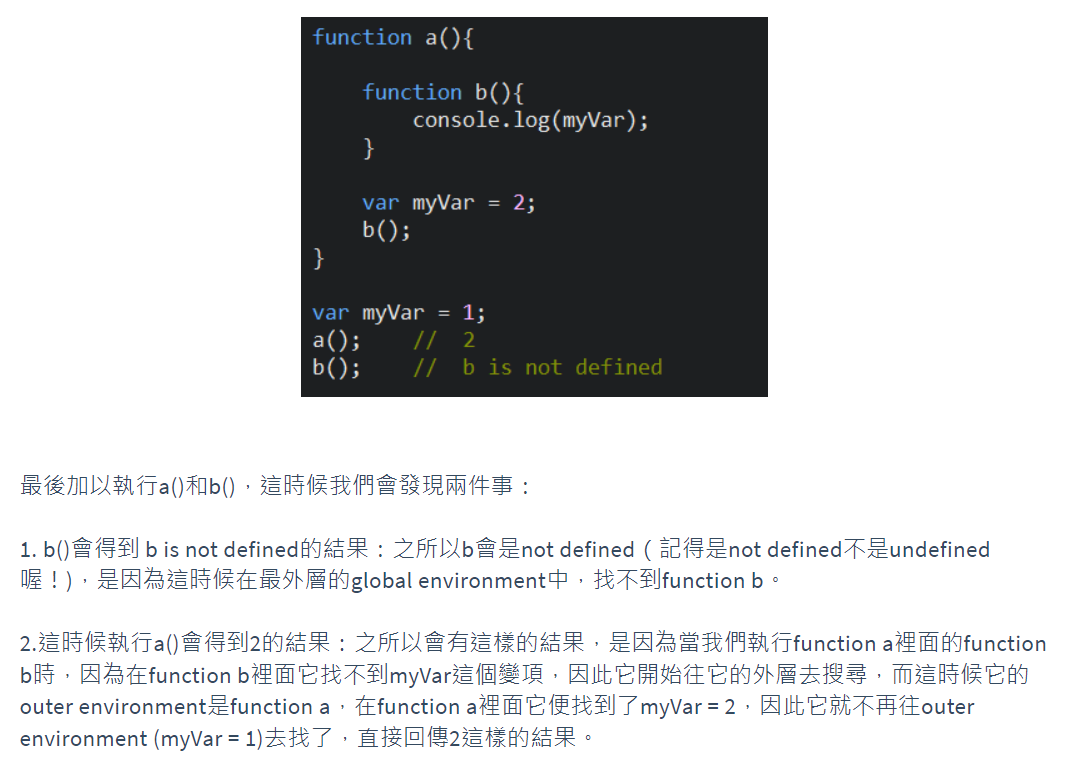 function a(){
function b(){
console.log(myVar);
}
var myVar = 2;
b();
}
var myVar = 1;
a();    //  2
b();    //  b is not defined
最後加以執行a()和b()，這時候我們會發現兩件事：
1. b()會得到 b is not defined的結果：之所以b會是not defined（記得是not defined不是undefined
喔！)，是因為這時候在最外層的global environment中，找不到function b。
2.這時候執行a()會得到2的結果：之所以會有這樣的結果，是因為當我們執行function a裡面的function
b時，因為在function b裡面它找不到myVar這個變項，因此它開始往它的外層去搜尋，而這時候它的
outer environment是function a，在function a裡面它便找到了myVar = 2，因此它就不再往outer
environment (myVar = 1)去找了，直接回傳2這樣的結果。